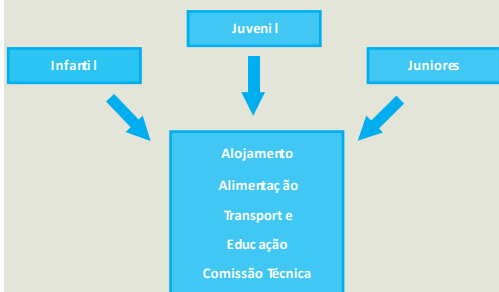 Juvenil
Infantil
Juniores
Alojamento
Alimentação
Transporte
Educação
Comissão Técnica